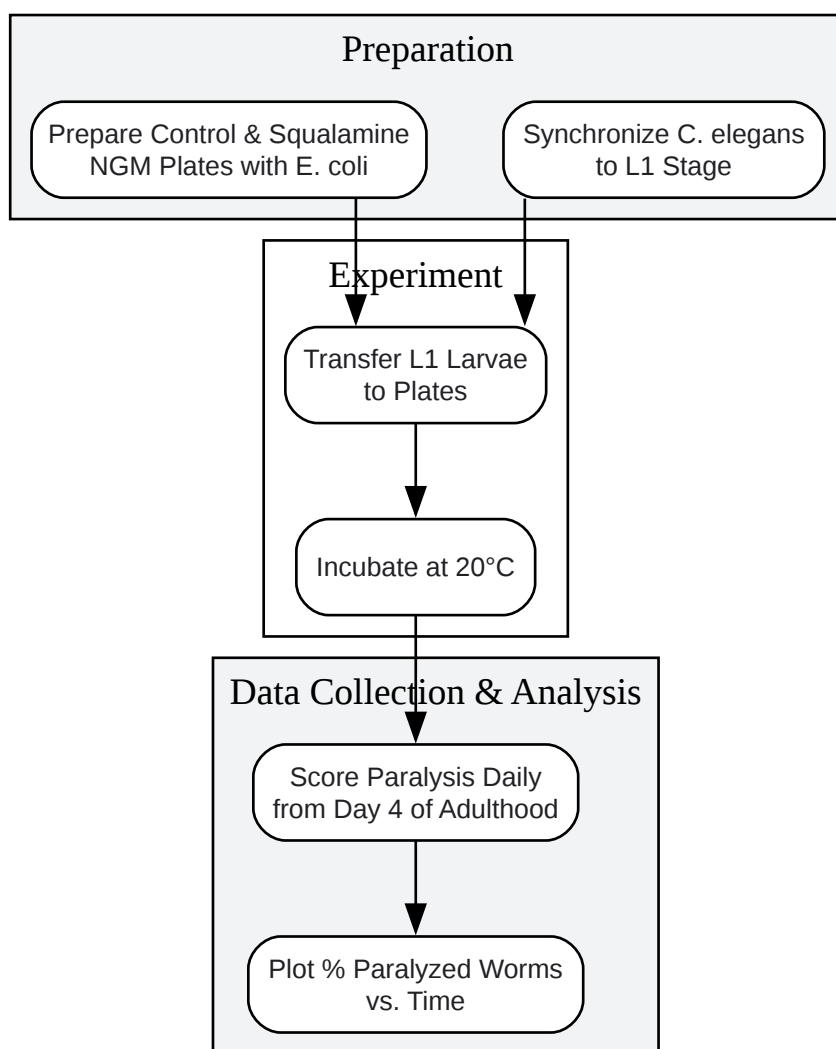 Preparation
Prepare Control & Squalamine
NGM Plates with E. coli
Synchronize C. elegans
to L1 Stage
Experiment
Transfer L1 Larvae
to Plates
Incubate at 20°C
Data Collection & Analysis
Score Paralysis Daily
from Day 4 of Adulthood
Plot % Paralyzed Worms
vs. Time